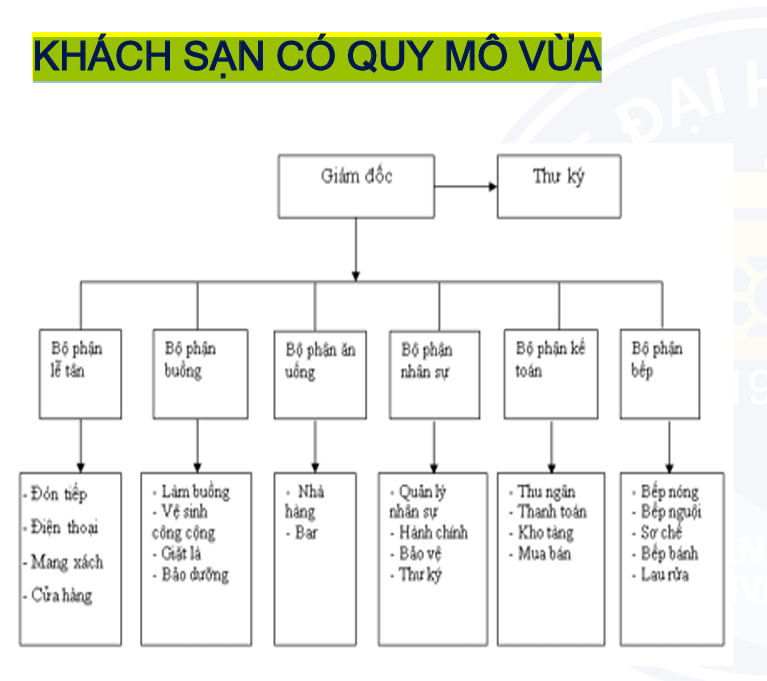 KHÁCH SẠN CÓ QUY MÔ VỪA
Giám đốc
Thư ký
Bộ phận
lễ tân
Bộ phận
buồng
Bộ phận ăn
uống
Bộ phận
nhân sự
Bộ phận kế
toán
Bộ phận
bếp
- Đón tiếp
- Điện thoại
- Mang xách
- Cửa hàng
- Làm buồng
- Vệ sinh
công cộng
- Giặt là
- Bảo dưỡng
- Nhà
hàng
- Bar
- Quản lý
nhân sự
- Hành chính
- Bảo vệ
- Thư ký
- Thu ngân
- Thanh toán
- Kho tàng
- Mua bán
- Bếp nóng
- Bếp nguội
- Sơ chế
- Bếp bánh
- Lau rửa
ĐẠI H
19